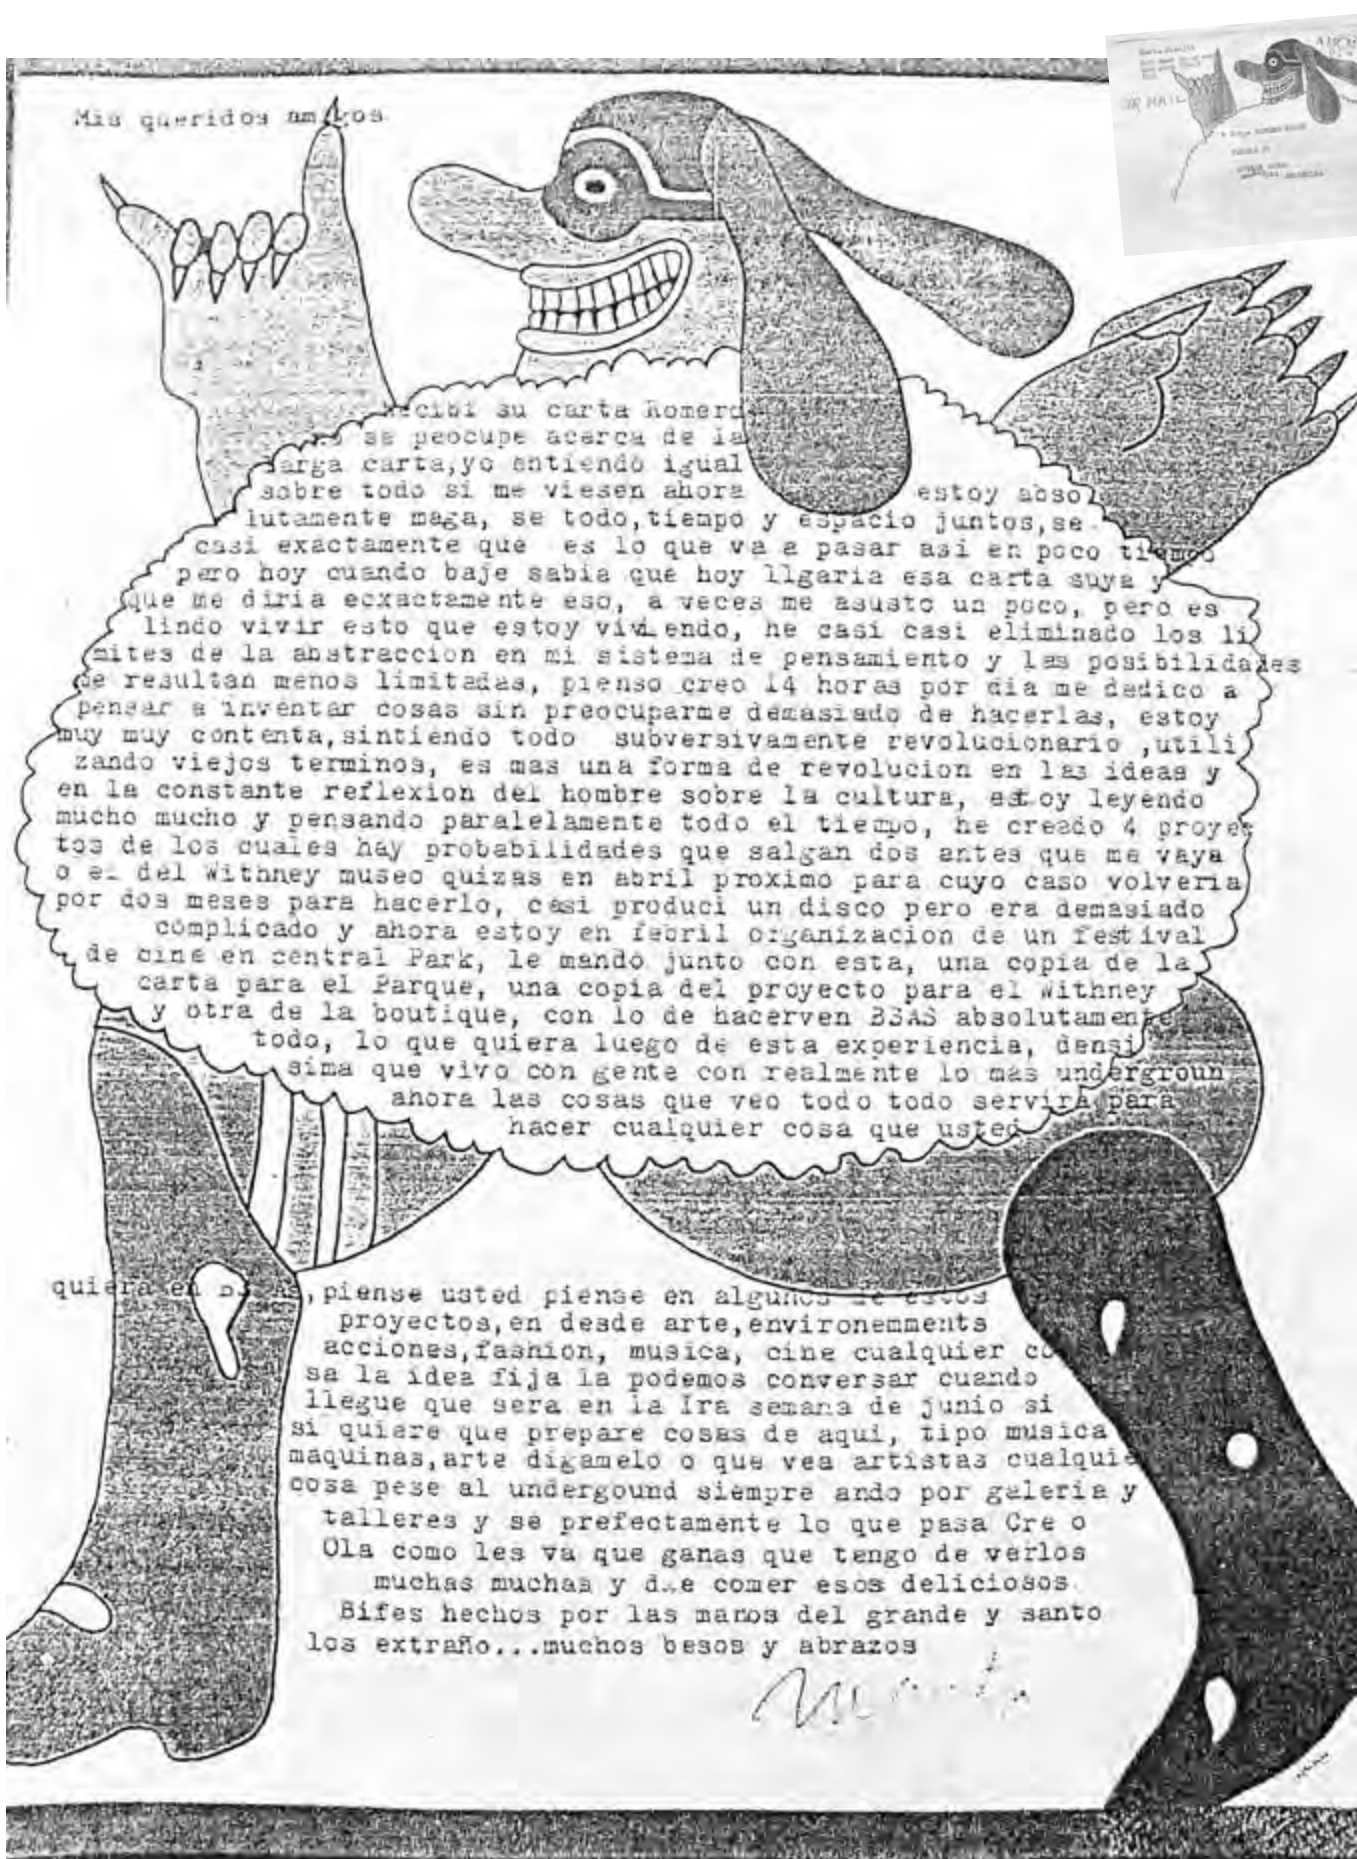 Mis queridos amigos
Recibi su carta Romero
no se peocupe acerca de la
larga carta,yo entiendo igual
sobre todo si me viesen ahora estoy abso
lutamente maga, se todo,tiempo y espacio juntos,se
casi exactamente que es lo que va a pasar asi en poco tiempo
pero hoy cuando baje sabia que hoy llgaria esa carta suya y
que me diria ecxactamente eso, a veces me asusto un poco, pero es
lindo vivir esto que estoy viviendo, he casi casi eliminado los li
mites de la abstraccion en mi sistema de pensamiento y las posibilidades
me resultan menos limitadas, pienso creo 14 horas por dia me dedico a
pensar a inventar cosas sin preocuparme demasiado de hacerlas, estoy
muy muy contenta,sintiendo todo subversivamente revolucionario ,utili
zando viejos terminos, es mas una forma de revolucion en las ideas y
en la constante reflexion del hombre sobre la cultura, estoy leyendo
mucho mucho y pensando paralelamente todo el tiempo, he creado 4 proyec
tos de los cuales hay probabilidades que salgan dos antes que me vaya
o el del Withney museo quizas en abril proximo para cuyo caso volveria
por dos meses para hacerlo, casi produci un disco pero era demasiado
complicado y ahora estoy en febril organizacion de un festival
de cine en central Park, le mando junto con esta, una copia de la
carta para el Parque, una copia del proyecto para el Withney
y otra de la boutique, con lo de hacerven BSAS absolutamente
todo, lo que quiera luego de esta experiencia, densi
sima que vivo con gente con realmente lo mas undergroun
ahora las cosas que veo todo todo servira para
hacer cualquier cosa que usted
quiera en BSAS,piense usted piense en algunos de estos
proyectos,en desde arte,environemments
acciones,fashion, musica, cine cualquier co
sa la idea fija la podemos conversar cuando
llegue que sera en la Ira semana de junio si
si quiere que prepare cosas de aqui, tipo musica
maquinas,arte digamelo o que vea artistas cualquie
cosa pese al undergound siempre ando por galeria y
talleres y se prefectamente lo que pasa Cre o
Ola como les va que ganas que tengo de verlos
muchas muchas y dee comer esos deliciosos
Bifes hechos por las manos del grande y santo
los extraño...muchos besos y abrazos